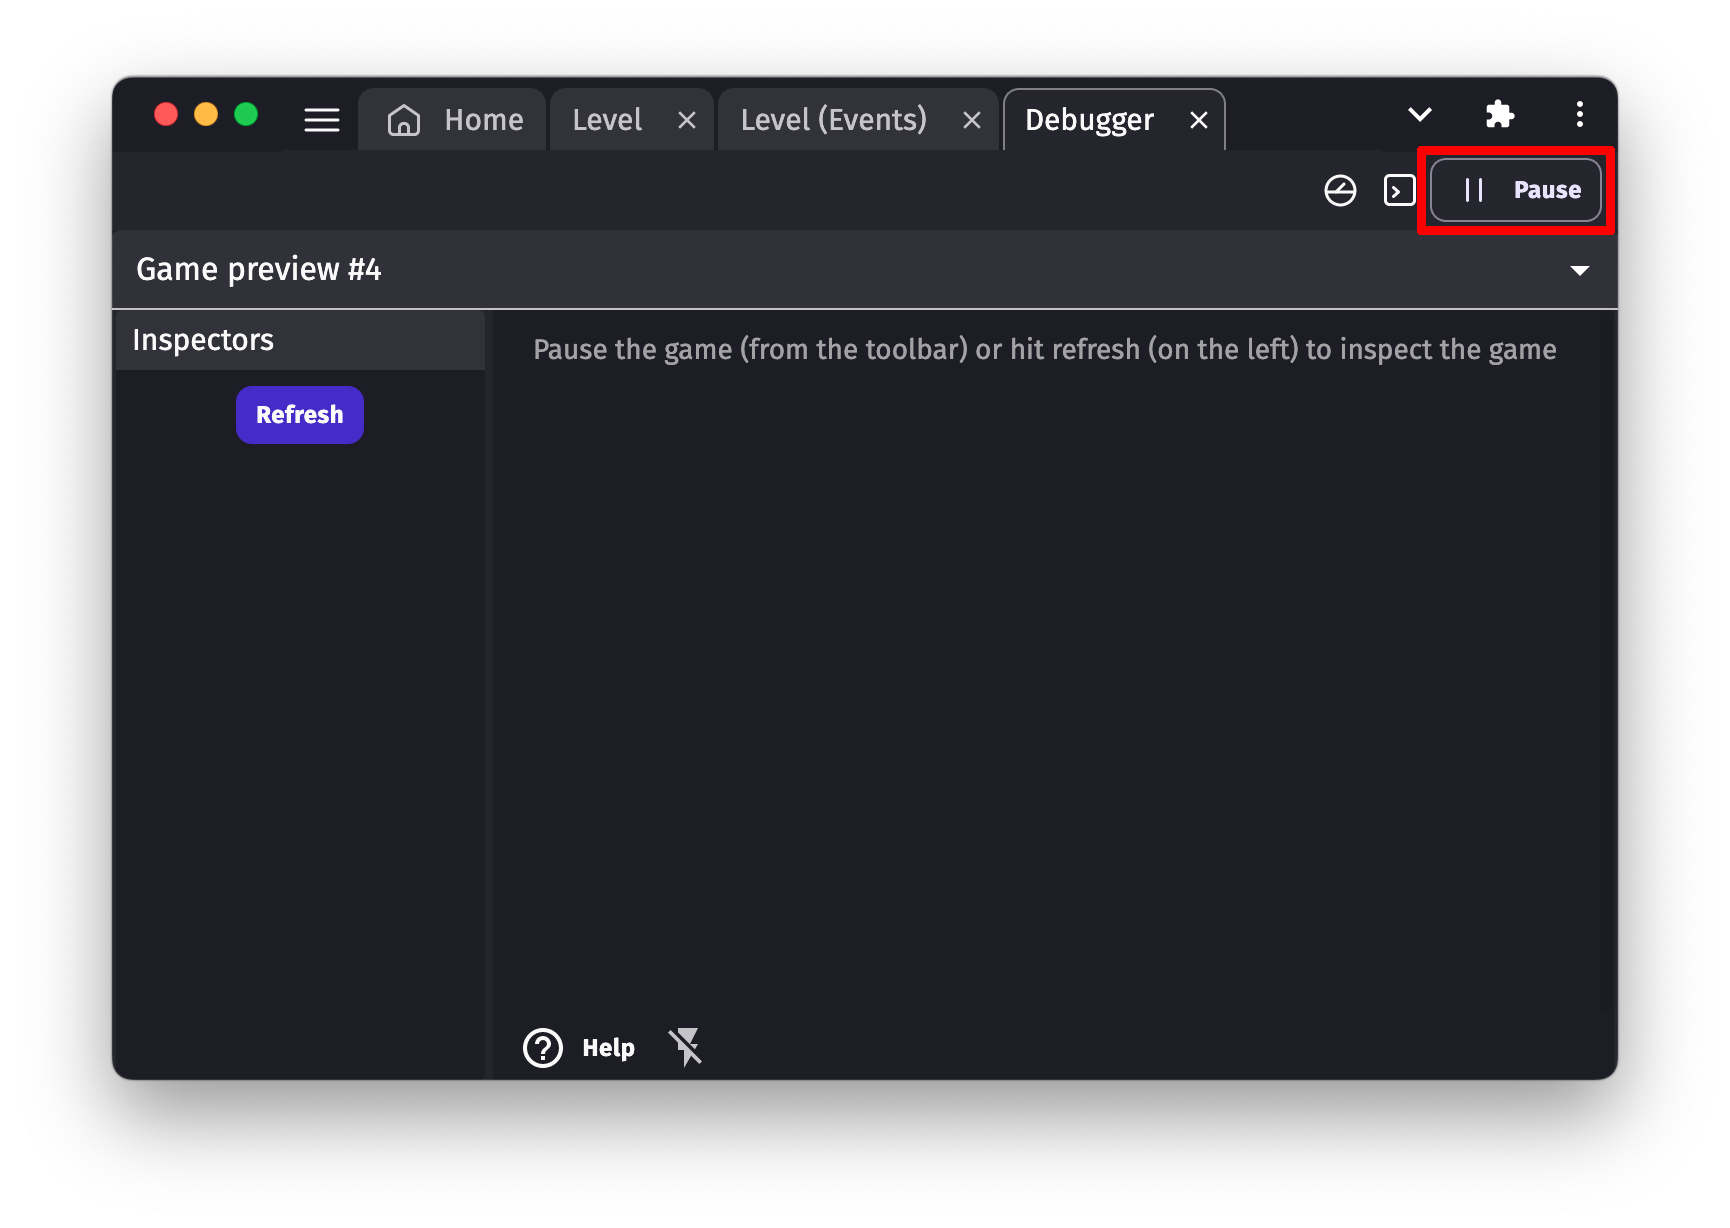 Home Level Level (Events) Debugger
Pause
Game preview #4
Inspectors
Pause the game (from the toolbar) or hit refresh (on the left) to inspect the game
Refresh
Help